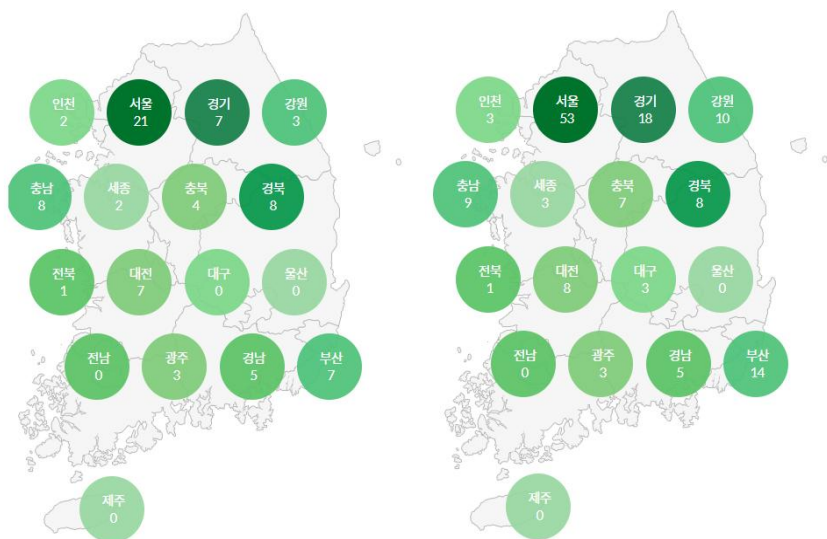 인천
2
서울
21
경기
7
강원
3
충남
8
세종
2
충북
4
경북
8
전북
1
대전
7
대구
0
울산
0
전남
0
광주
3
경남
5
부산
7
제주
0
인천
3
서울
53
경기
18
강원
10
충남
9
세종
3
충북
7
경북
8
전북
1
대전
8
대구
3
울산
0
전남
0
광주
3
경남
5
부산
14
제주
0